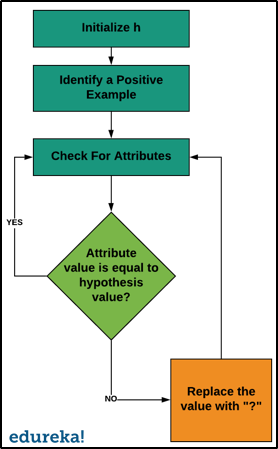 Initialize h
Identify a Positive
Example
Check For Attributes
YES
Attribute
value is equal to
hypothesis
value?
NO
Replace the
value with "?"
edureka!